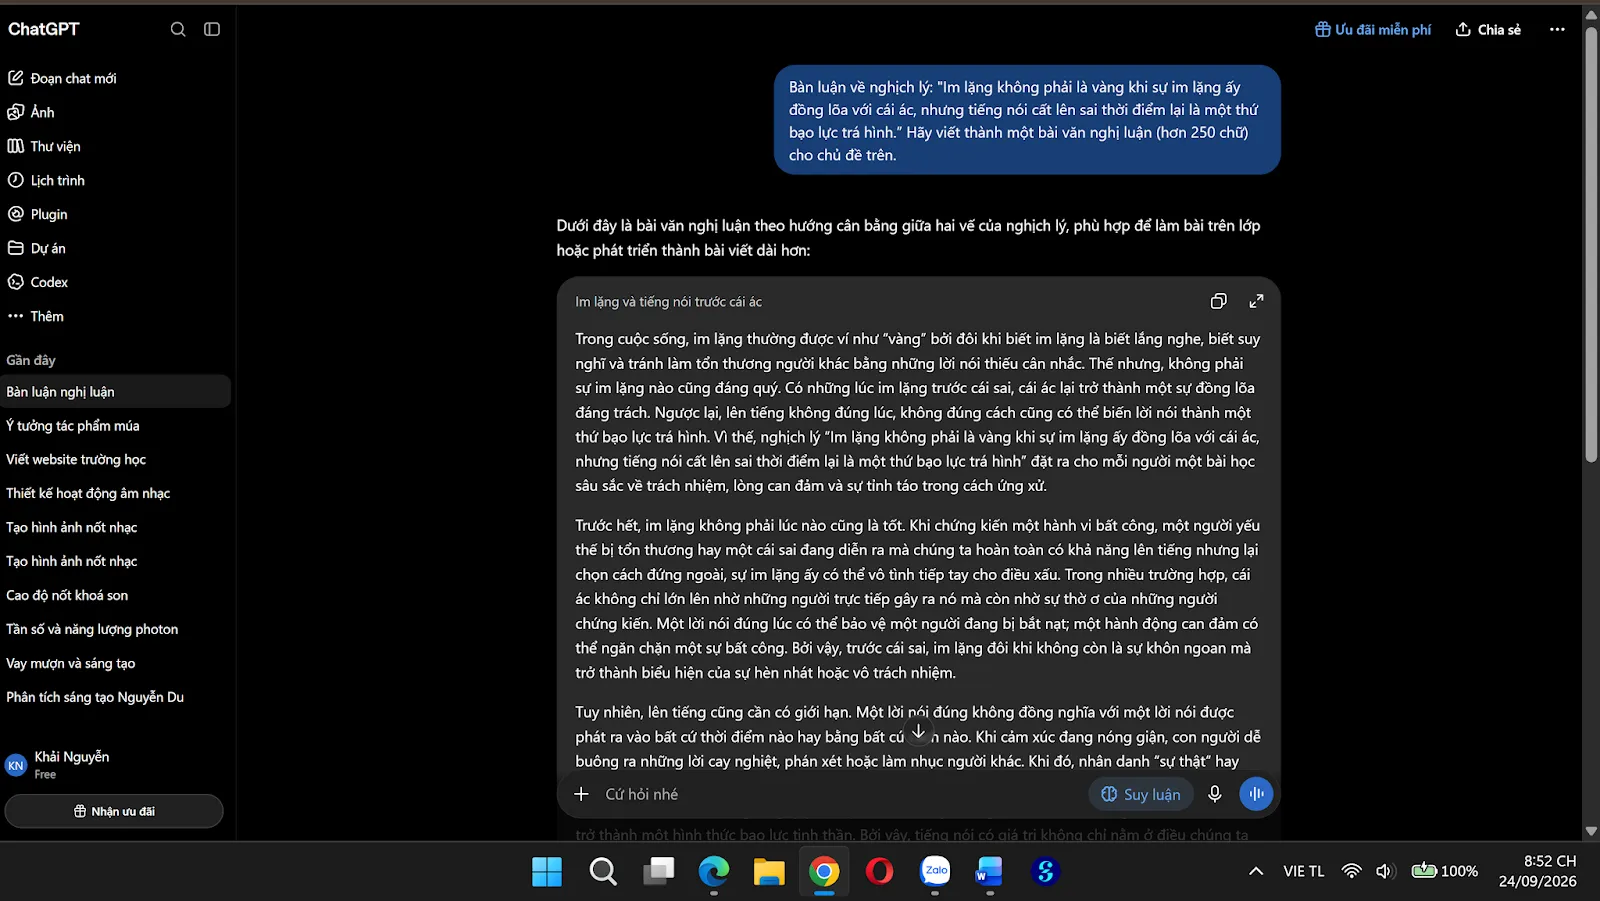 ChatGPT
Đoạn chat mới
Ảnh
Thư viện
Lịch trình
Plugin
Dự án
Codex
Thêm
Gần đây
Bàn luận nghị luận
Ý tưởng tác phẩm múa
Viết website trường học
Thiết kế hoạt động âm nhạc
Tạo hình ảnh nốt nhạc
Tạo hình ảnh nốt nhạc
Cao độ nốt khoá son
Tần số và năng lượng photon
Vay mượn và sáng tạo
Phân tích sáng tạo Nguyễn Du
KN
Khải Nguyễn
Free
Nhận ưu đãi
Ưu đãi miễn phí
Chia sẻ
Bàn luận về nghịch lý: "Im lặng không phải là vàng khi sự im lặng ấy
đồng lõa với cái ác, nhưng tiếng nói cất lên sai thời điểm lại là một thứ
bạo lực trá hình." Hãy viết thành một bài văn nghị luận (hơn 250 chữ)
cho chủ đề trên.
Dưới đây là bài văn nghị luận theo hướng cân bằng giữa hai vế của nghịch lý, phù hợp để làm bài trên lớp
hoặc phát triển thành bài viết dài hơn:
Im lặng và tiếng nói trước cái ác
Trong cuộc sống, im lặng thường được ví như “vàng” bởi đôi khi biết im lặng là biết lắng nghe, biết suy
nghĩ và tránh làm tổn thương người khác bằng những lời nói thiếu cân nhắc. Thế nhưng, không phải
sự im lặng nào cũng đáng quý. Có những lúc im lặng trước cái sai, cái ác lại trở thành một sự đồng lõa
đáng trách. Ngược lại, lên tiếng không đúng lúc, không đúng cách cũng có thể biến lời nói thành một
thứ bạo lực trá hình. Vì thế, nghịch lý “Im lặng không phải là vàng khi sự im lặng ấy đồng lõa với cái ác,
nhưng tiếng nói cất lên sai thời điểm lại là một thứ bạo lực trá hình” đặt ra cho mỗi người một bài học
sâu sắc về trách nhiệm, lòng can đảm và sự tỉnh táo trong cách ứng xử.
Trước hết, im lặng không phải lúc nào cũng là tốt. Khi chứng kiến một hành vi bất công, một người yếu
thế bị tổn thương hay một cái sai đang diễn ra mà chúng ta hoàn toàn có khả năng lên tiếng nhưng lại
chọn cách đứng ngoài, sự im lặng ấy có thể vô tình tiếp tay cho điều xấu. Trong nhiều trường hợp, cái
ác không chỉ lớn lên nhờ những người trực tiếp gây ra nó mà còn nhờ sự thờ ơ của những người
chứng kiến. Một lời nói đúng lúc có thể bảo vệ một người đang bị bắt nạt; một hành động can đảm có
thể ngăn chặn một sự bất công. Bởi vậy, trước cái sai, im lặng đôi khi không còn là sự khôn ngoan mà
trở thành biểu hiện của sự hèn nhát hoặc vô trách nhiệm.
Tuy nhiên, lên tiếng cũng cần có giới hạn. Một lời nói đúng không đồng nghĩa với một lời nói được
phát ra vào bất cứ thời điểm nào hay bằng bất cứ nào. Khi cảm xúc đang nóng giận, con người dễ
buông ra những lời cay nghiệt, phán xét hoặc làm nhục người khác. Khi đó, nhân danh “sự thật” hay
Cứ hỏi nhé
Suy luận
trở thành một hình thức bạo lực tinh thần. Bởi vậy, tiếng nói có giá trị không chỉ nằm ở điều chúng ta
Zalo
VIE TL
100%
8:52 CH
24/09/2026